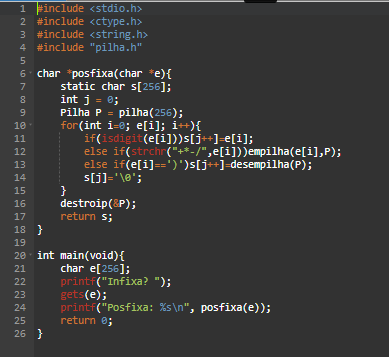 1 #include <stdio.h>
2 #include <ctype.h>
3 #include <string.h>
4 #include "pilha.h"
5
6 char *posfixa(char *e){
7     static char s[256];
8     int j = 0;
9     Pilha P = pilha(256);
10     for(int i=0; e[i]; i++){
11         if(isdigit(e[i]))s[j++]=e[i];
12         else if(strchr("+*-/",e[i]))empilha(e[i],P);
13         else if(e[i]==')')s[j++]=desempilha(P);
14         s[j]='\0';
15     }
16     destroip(&P);
17     return s;
18 }
19
20 int main(void){
21     char e[256];
22     printf("Infixa? ");
23     gets(e);
24     printf("Posfixa: %s\n", posfixa(e));
25     return 0;
26 }